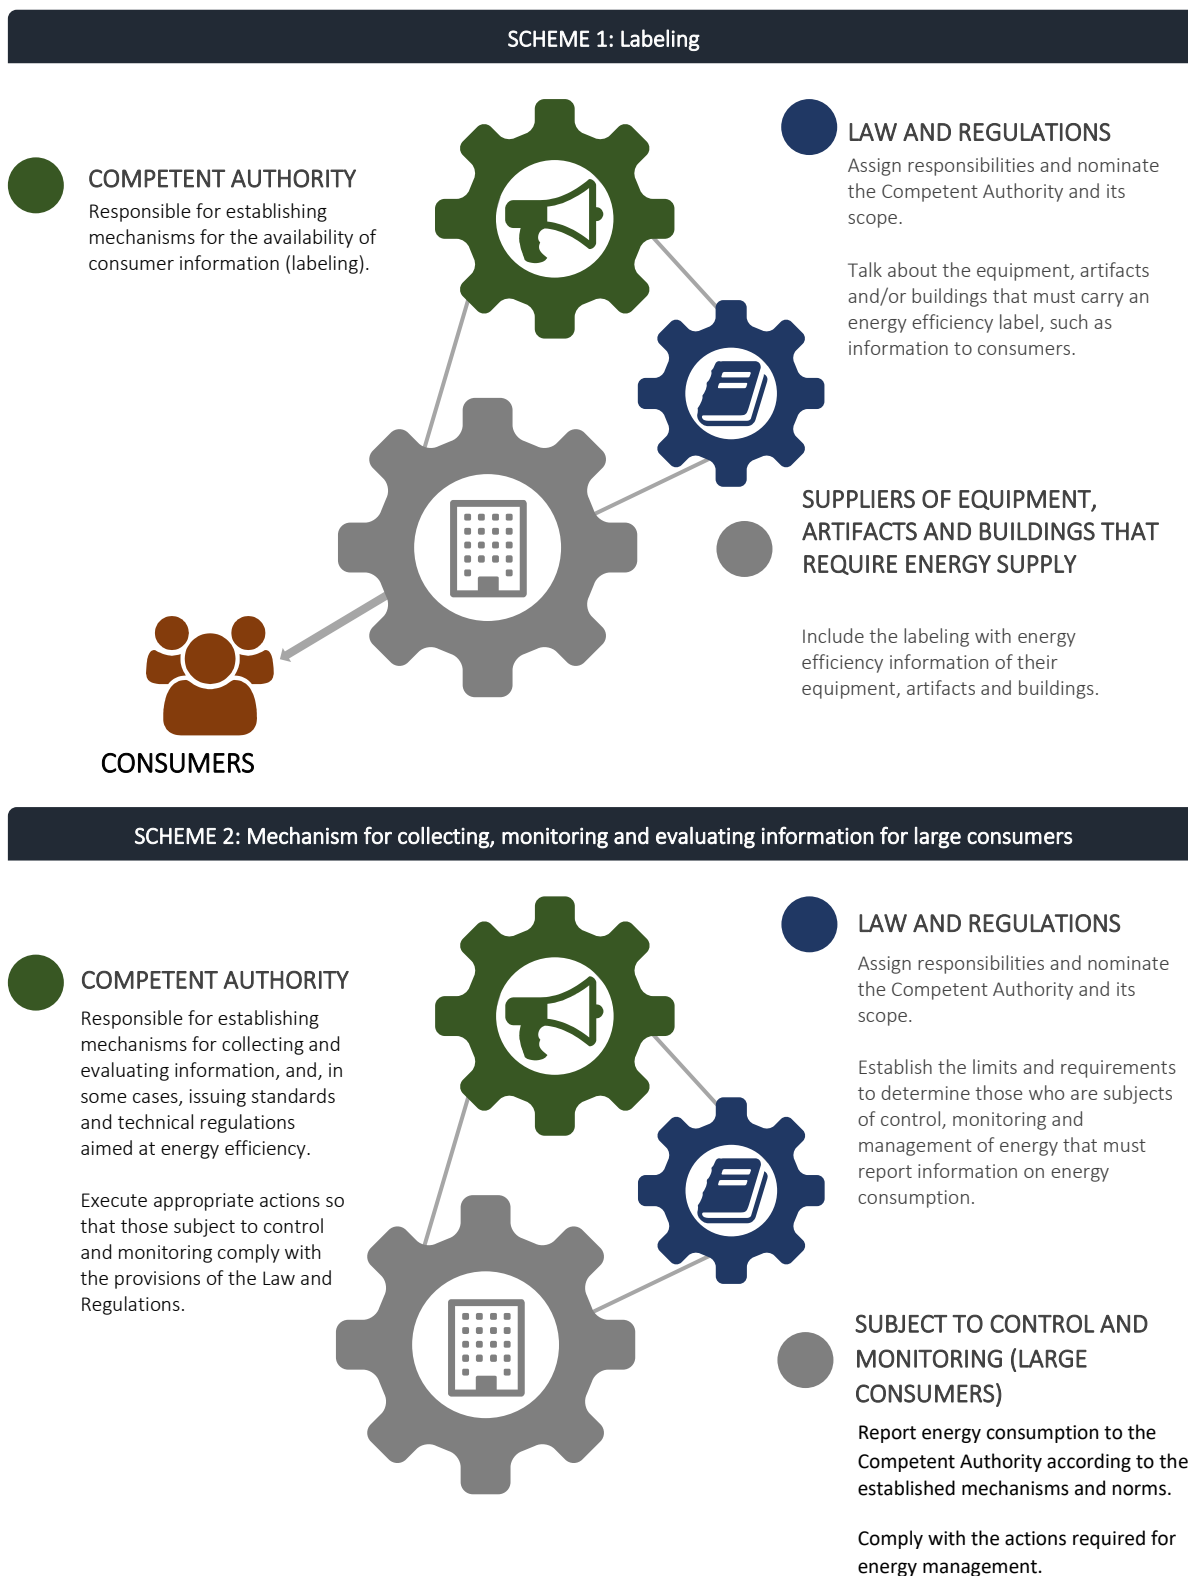 SCHEME 1: Labeling
COMPETENT AUTHORITY
Responsible for establishing
mechanisms for the availability of
consumer information (labeling).
LAW AND REGULATIONS
Assign responsibilities and nominate
the Competent Authority and its
scope.
Talk about the equipment, artifacts
and/or buildings that must carry an
energy efficiency label, such as
information to consumers.
SUPPLIERS OF EQUIPMENT,
ARTIFACTS AND BUILDINGS THAT
REQUIRE ENERGY SUPPLY
Include the labeling with energy
efficiency information of their
equipment, artifacts and buildings.
CONSUMERS
SCHEME 2: Mechanism for collecting, monitoring and evaluating information for large consumers
COMPETENT AUTHORITY
Responsible for establishing
mechanisms for collecting and
evaluating information, and, in
some cases, issuing standards
and technical regulations
aimed at energy efficiency.
Execute appropriate actions so
that those subject to control
and monitoring comply with
the provisions of the Law and
Regulations.
LAW AND REGULATIONS
Assign responsibilities and nominate
the Competent Authority and its
scope.
Establish the limits and requirements
to determine those who are subjects
of control, monitoring and
management of energy that must
report information on energy
consumption.
SUBJECT TO CONTROL AND
MONITORING (LARGE
CONSUMERS)
Report energy consumption to the
Competent Authority according to the
established mechanisms and norms.
Comply with the actions required for
energy management.